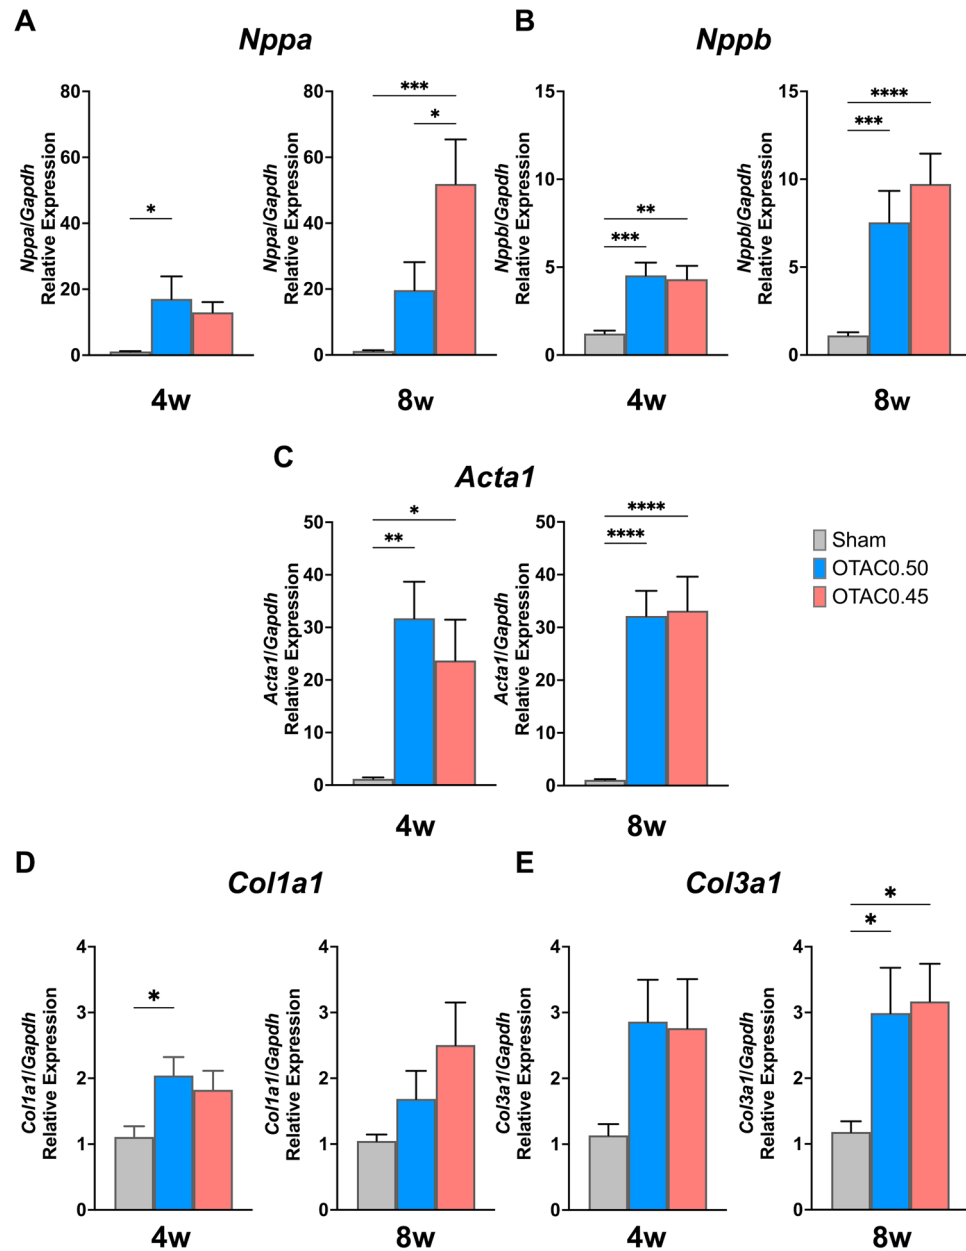 A
Nppa
B
Nppb
80
60
40
20
0
Nppa/Gapdh
Relative Expression
*
4w
80
60
40
20
0
Nppa/Gapdh
Relative Expression
***
*
8w
15
10
5
0
Nppb/Gapdh
Relative Expression
**
***
4w
15
10
5
0
Nppb/Gapdh
Relative Expression
****
***
8w
C
Acta1
50
40
30
20
10
0
Acta1/Gapdh
Relative Expression
*
**
4w
50
40
30
20
10
0
Acta1/Gapdh
Relative Expression
****
****
8w
Sham
OTAC0.50
OTAC0.45
D
Col1a1
E
Col3a1
4
3
2
1
0
Col1a1/Gapdh
Relative Expression
*
4w
4
3
2
1
0
Col1a1/Gapdh
Relative Expression
8w
4
3
2
1
0
Col3a1/Gapdh
Relative Expression
4w
4
3
2
1
0
Col3a1/Gapdh
Relative Expression
*
*
8w